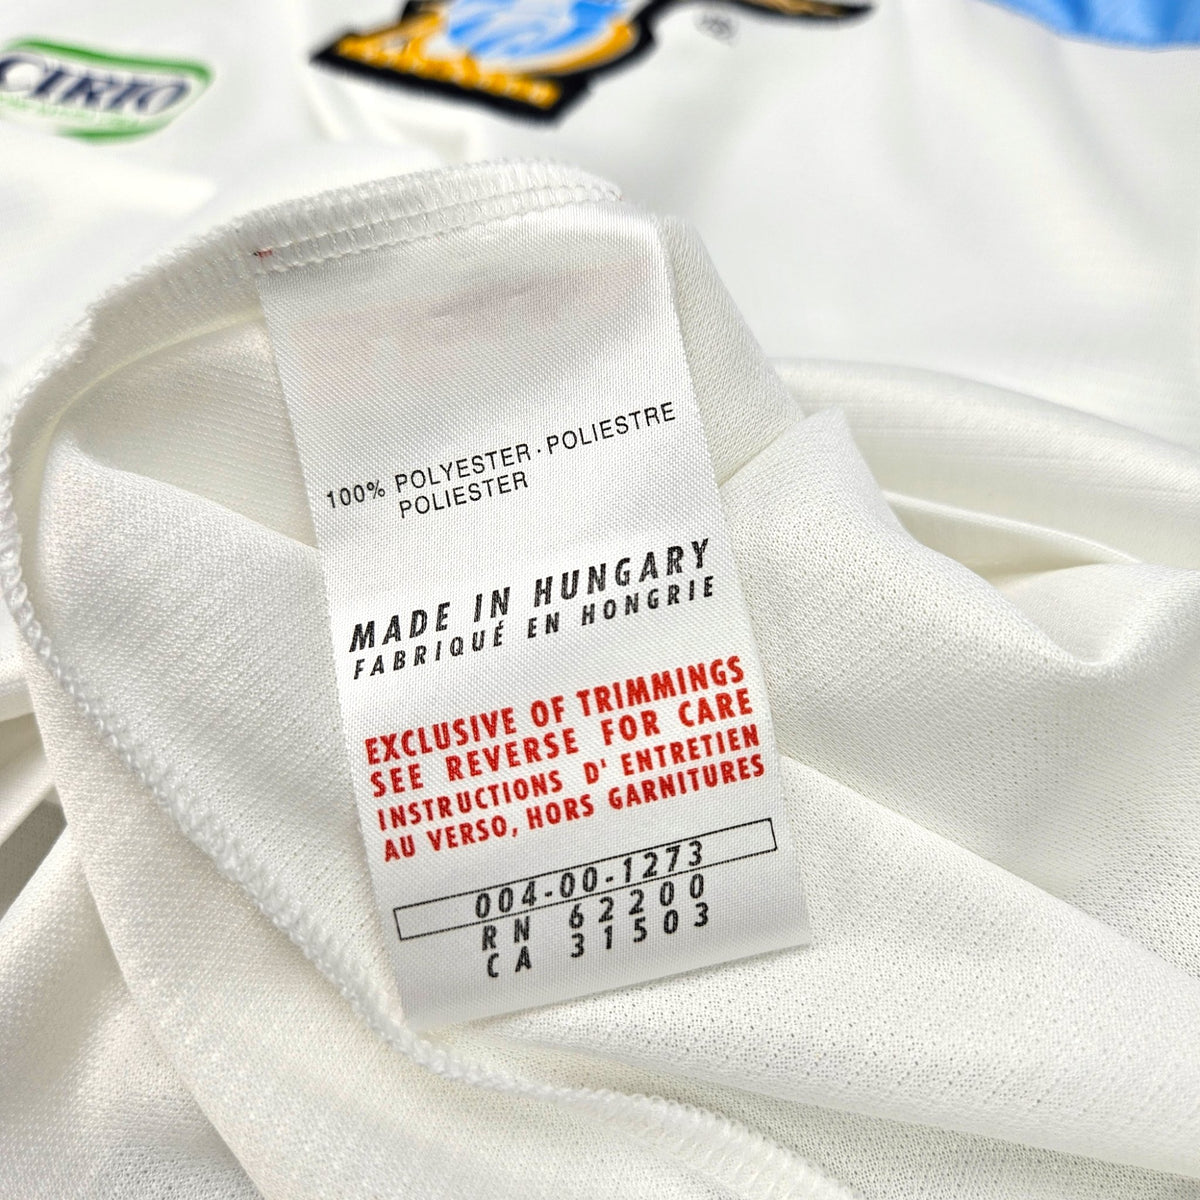 CIRIO
100% POLYESTER · POLIESTRE
POLIESTER
MADE IN HUNGARY
FABRIQUÉ EN HONGRIE
EXCLUSIVE OF TRIMMINGS
SEE REVERSE FOR CARE
INSTRUCTIONS D' ENTRETIEN
AU VERSO, HORS GARNITURES
004-00-1273
RN 62200
CA 31503